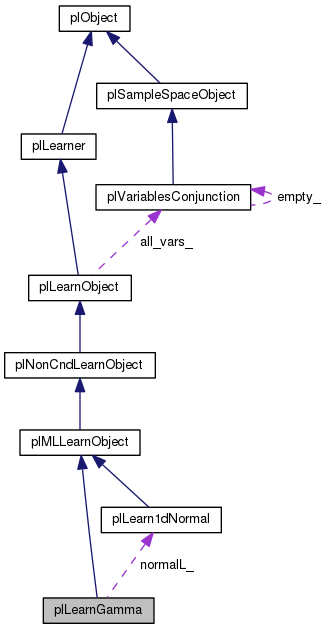 plObject
plSampleSpaceObject
plLearner
plVariablesConjunction
empty_
all_vars_
plLearnObject
plNonCndLearnObject
plMLLearnObject
plLearn1dNormal
normalL_
plLearnGamma